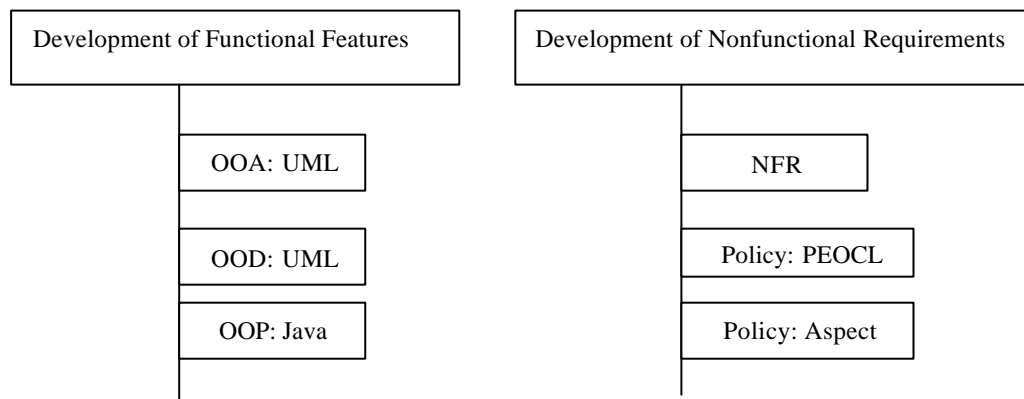 Development of Functional Features
OOA: UML
OOD: UML
OOP: Java
Development of Nonfunctional Requirements
NFR
Policy: PEOCL
Policy: Aspect